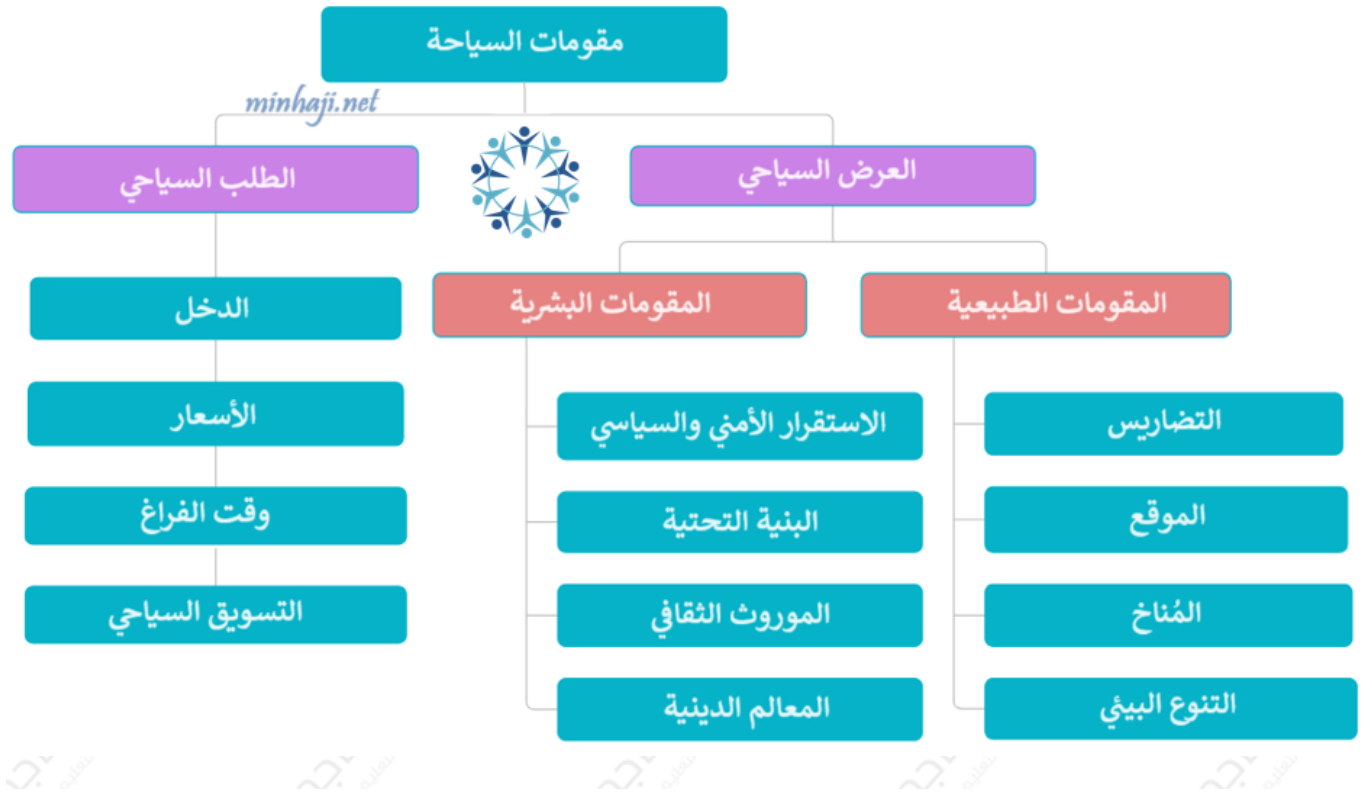 مقومات السياحة
minhaji.net
العرض السياحي
الطلب السياحي
المقومات الطبيعية
المقومات البشرية
الدخل
التضاريس
الاستقرار الأمني والسياسي
الأسعار
الموقع
البنية التحتية
وقت الفراغ
المُناخ
الموروث الثقافي
التسويق السياحي
التنوع البيئي
المعالم الدينية